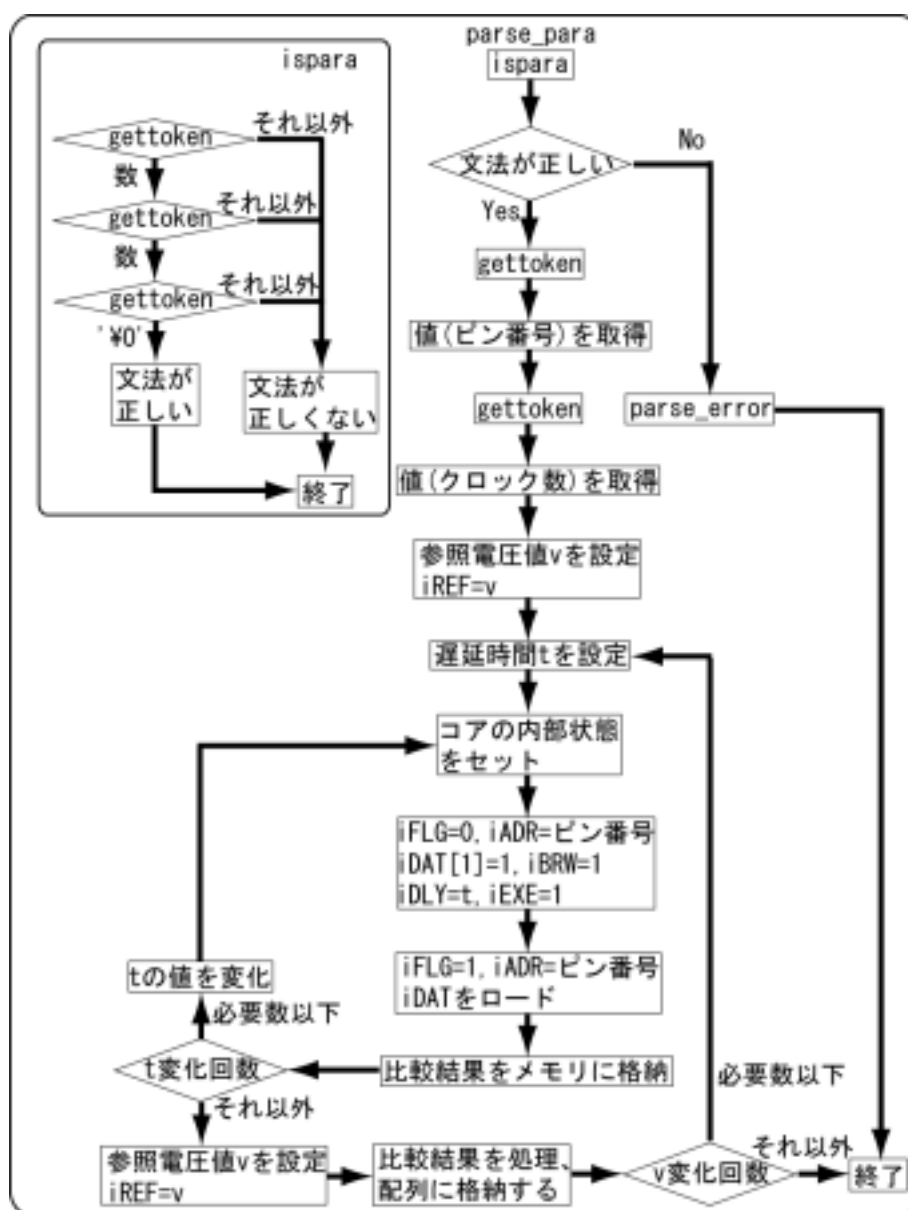 ispara
gettoken
それ以外
数
gettoken
それ以外
数
gettoken
それ以外
'¥0'
文法が
正しい
文法が
正しくない
終了
parse_para
ispara
文法が正しい
No
Yes
gettoken
値(ピン番号)を取得
gettoken
parse_error
値(クロック数)を取得
参照電圧値vを設定
iREF=v
遅延時間tを設定
コアの内部状態
をセット
iFLG=0,iADR=ピン番号
iDAT[1]=1,iBRW=1
iDLY=t,iEXE=1
iFLG=1,iADR=ピン番号
iDATをロード
比較結果をメモリに格納
tの値を変化
必要数以下
t変化回数
それ以外
参照電圧値vを設定
iREF=v
比較結果を処理、
配列に格納する
必要数以下
v変化回数
それ以外
終了